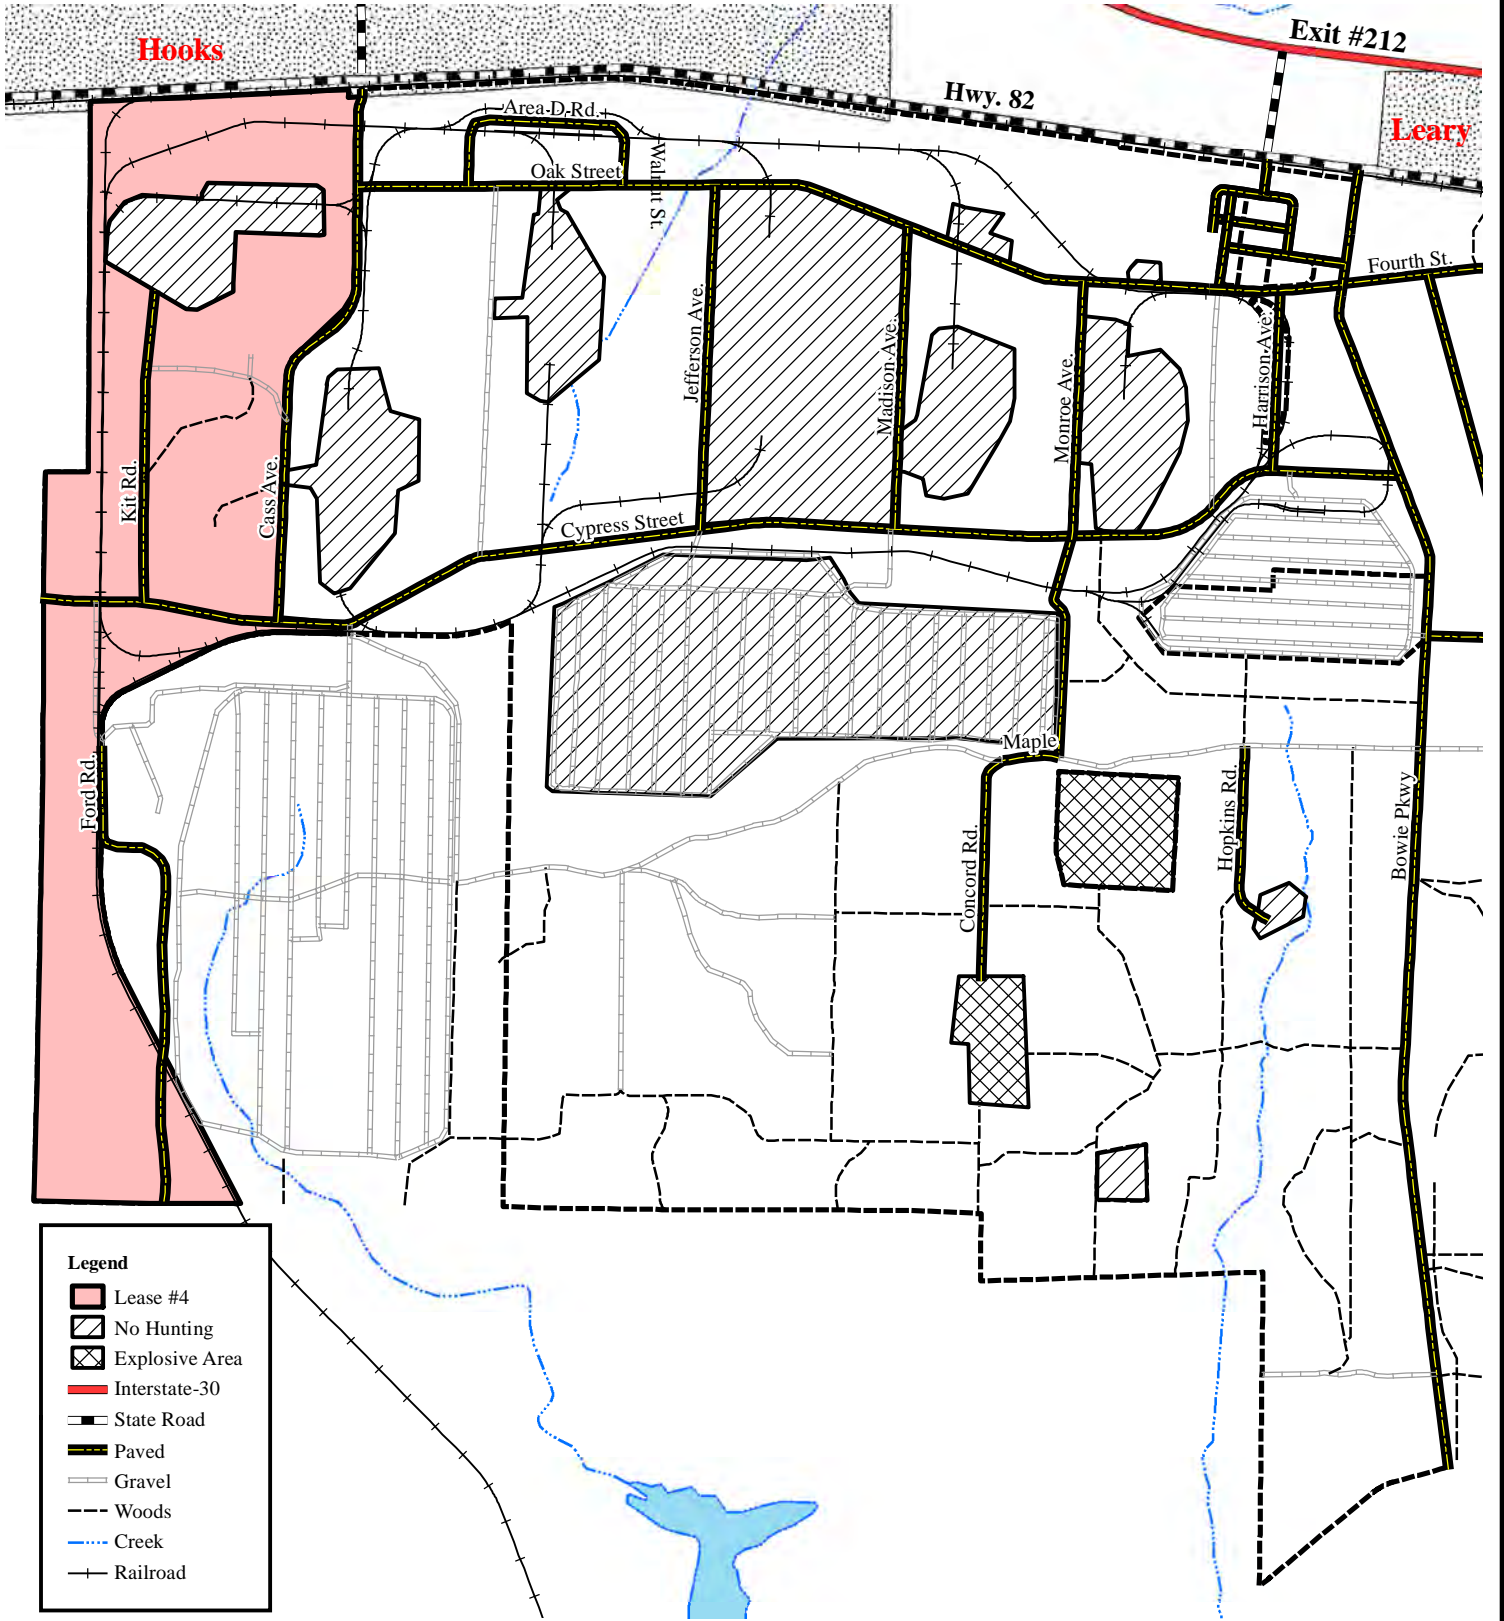 Hooks
Exit #212
Hwy. 82
Leary
Area D Rd.
Oak Street
Walnut St.
Fourth St.
Jefferson Ave.
Madison Ave.
Monroe Ave.
Harrison Ave.
Kit Rd.
Cass Ave.
Cypress Street
Maple
Ford Rd.
Concord Rd.
Hopkins Rd.
Bowie Pkwy
Legend
Lease #4
No Hunting
Explosive Area
Interstate-30
State Road
Paved
Gravel
Woods
Creek
Railroad